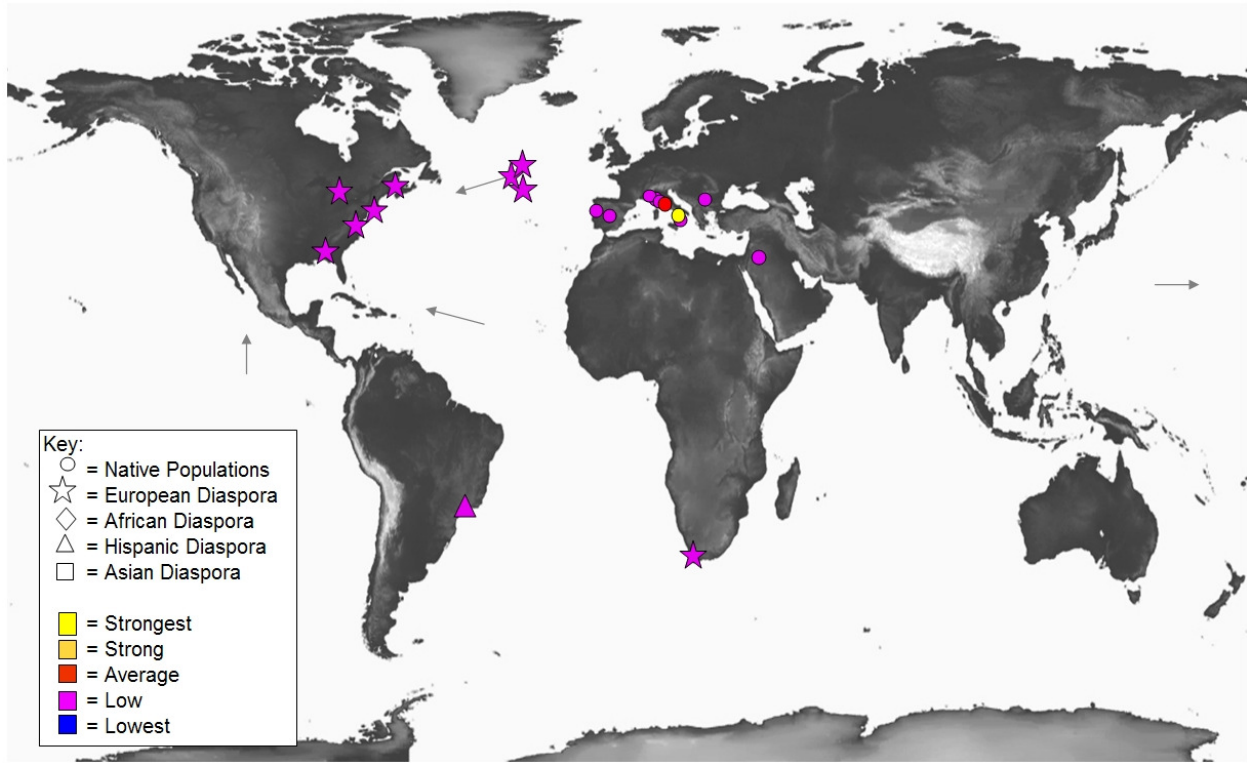 Key:
= Native Populations
= European Diaspora
= African Diaspora
= Hispanic Diaspora
= Asian Diaspora
= Strongest
= Strong
= Average
= Low
= Lowest